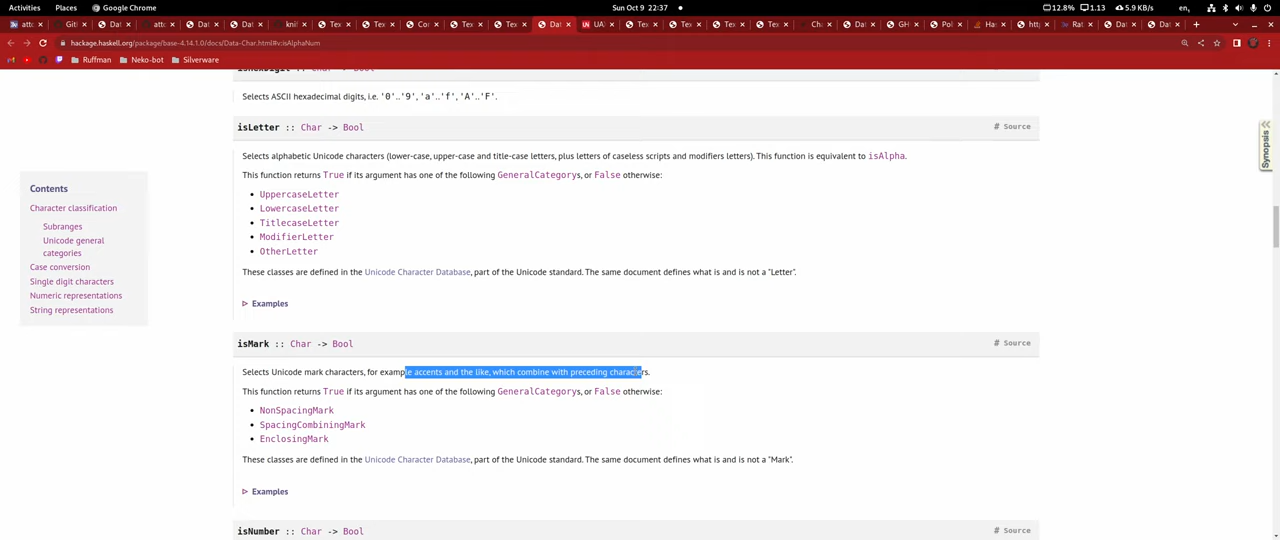 Activities Places Google Chrome Sun Oct 9 22:37 12.8% 1.13 5.9 KB/s en
hackage.haskell.org/package/base-4.14.1.0/docs/Data-Char.html#v:isAlphaNum
Ruffman Neko-bot Silverware
Selects ASCII hexadecimal digits, i.e. '0'..'9', 'a'..'f', 'A'..'F'.
isLetter :: Char -> Bool # Source
Selects alphabetic Unicode characters (lower-case, upper-case and title-case letters, plus letters of caseless scripts and modifiers letters). This function is equivalent to isAlpha.
This function returns True if its argument has one of the following GeneralCategorys, or False otherwise:
• UppercaseLetter
• LowercaseLetter
• TitlecaseLetter
• ModifierLetter
• OtherLetter
These classes are defined in the Unicode Character Database, part of the Unicode standard. The same document defines what is and is not a "Letter".
Examples
isMark :: Char -> Bool # Source
Selects Unicode mark characters, for example accents and the like, which combine with preceding characters.
This function returns True if its argument has one of the following GeneralCategorys, or False otherwise:
• NonSpacingMark
• SpacingCombiningMark
• EnclosingMark
These classes are defined in the Unicode Character Database, part of the Unicode standard. The same document defines what is and is not a "Mark".
Examples
isNumber :: Char -> Bool # Source
Contents
Character classification
Subranges
Unicode general
categories
Case conversion
Single digit characters
Numeric representations
String representations
Synopsis